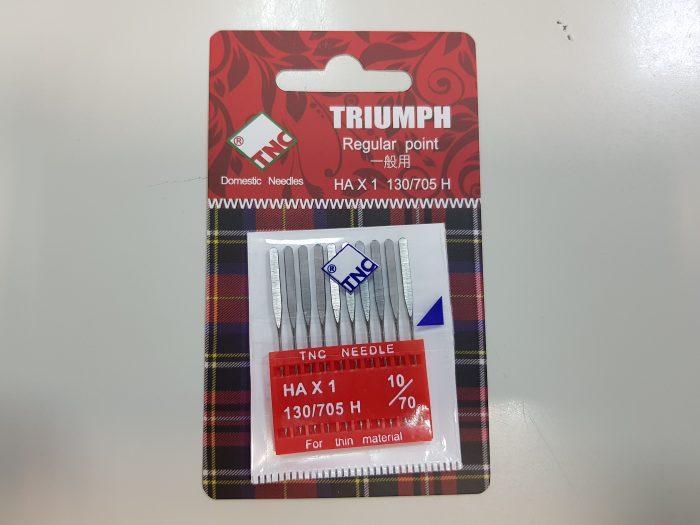 TRIUMPH
Regular point
一般用
HA X 1 130/705 H
® TNC
Domestic Needles
® TNC
TNC NEEDLE
HA X 1
130/705 H
10/70
For thin material